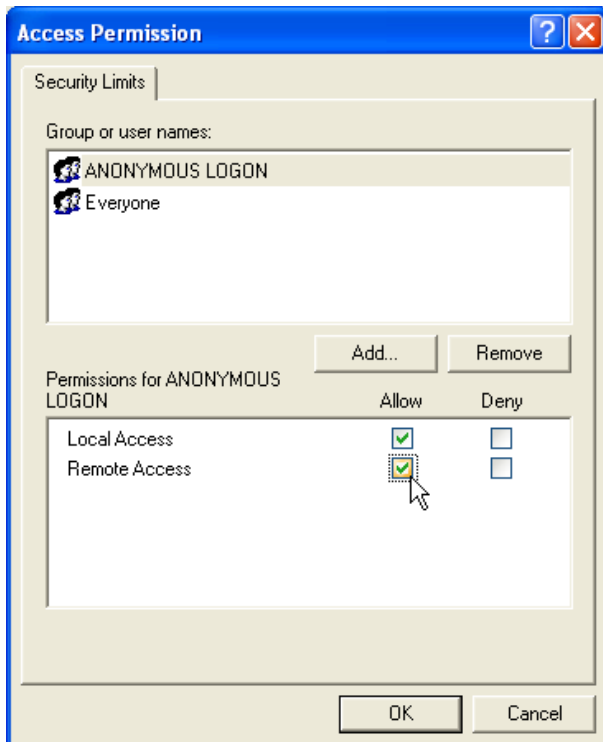 Access Permission
Security Limits
Group or user names:
ANONYMOUS LOGON
Everyone
Add...
Remove
Permissions for ANONYMOUS
LOGON
Allow
Deny
Local Access
Remote Access
OK
Cancel